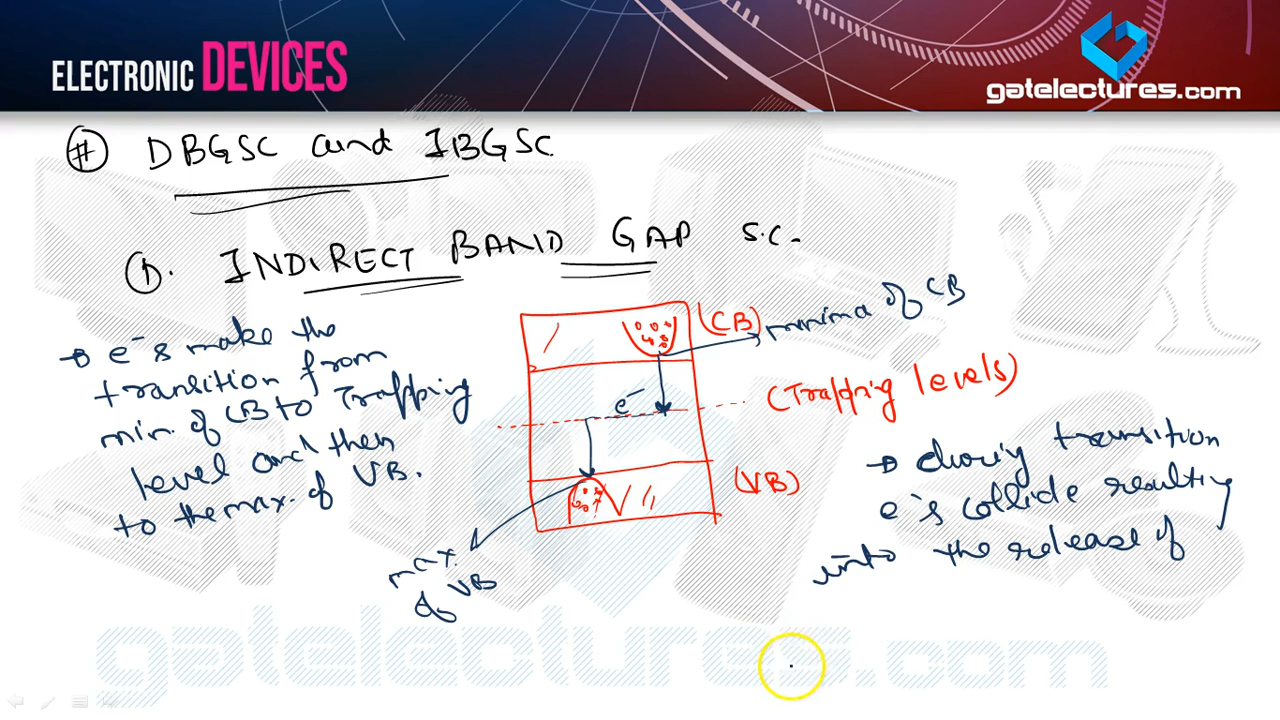 ELECTRONIC DEVICES
gatelectures.com
# DBGSC and IBGSC
1. INDIRECT BAND GAP S.C.
→ e⁻s make the
transition from
min. of CB to Trapping
level and then
to the max. of VB.
(CB)
minima of CB
e⁻
(Trapping levels)
(VB)
max.
of VB
→ during transition
e⁻s collide resulting
into the release of
gatelectures.com